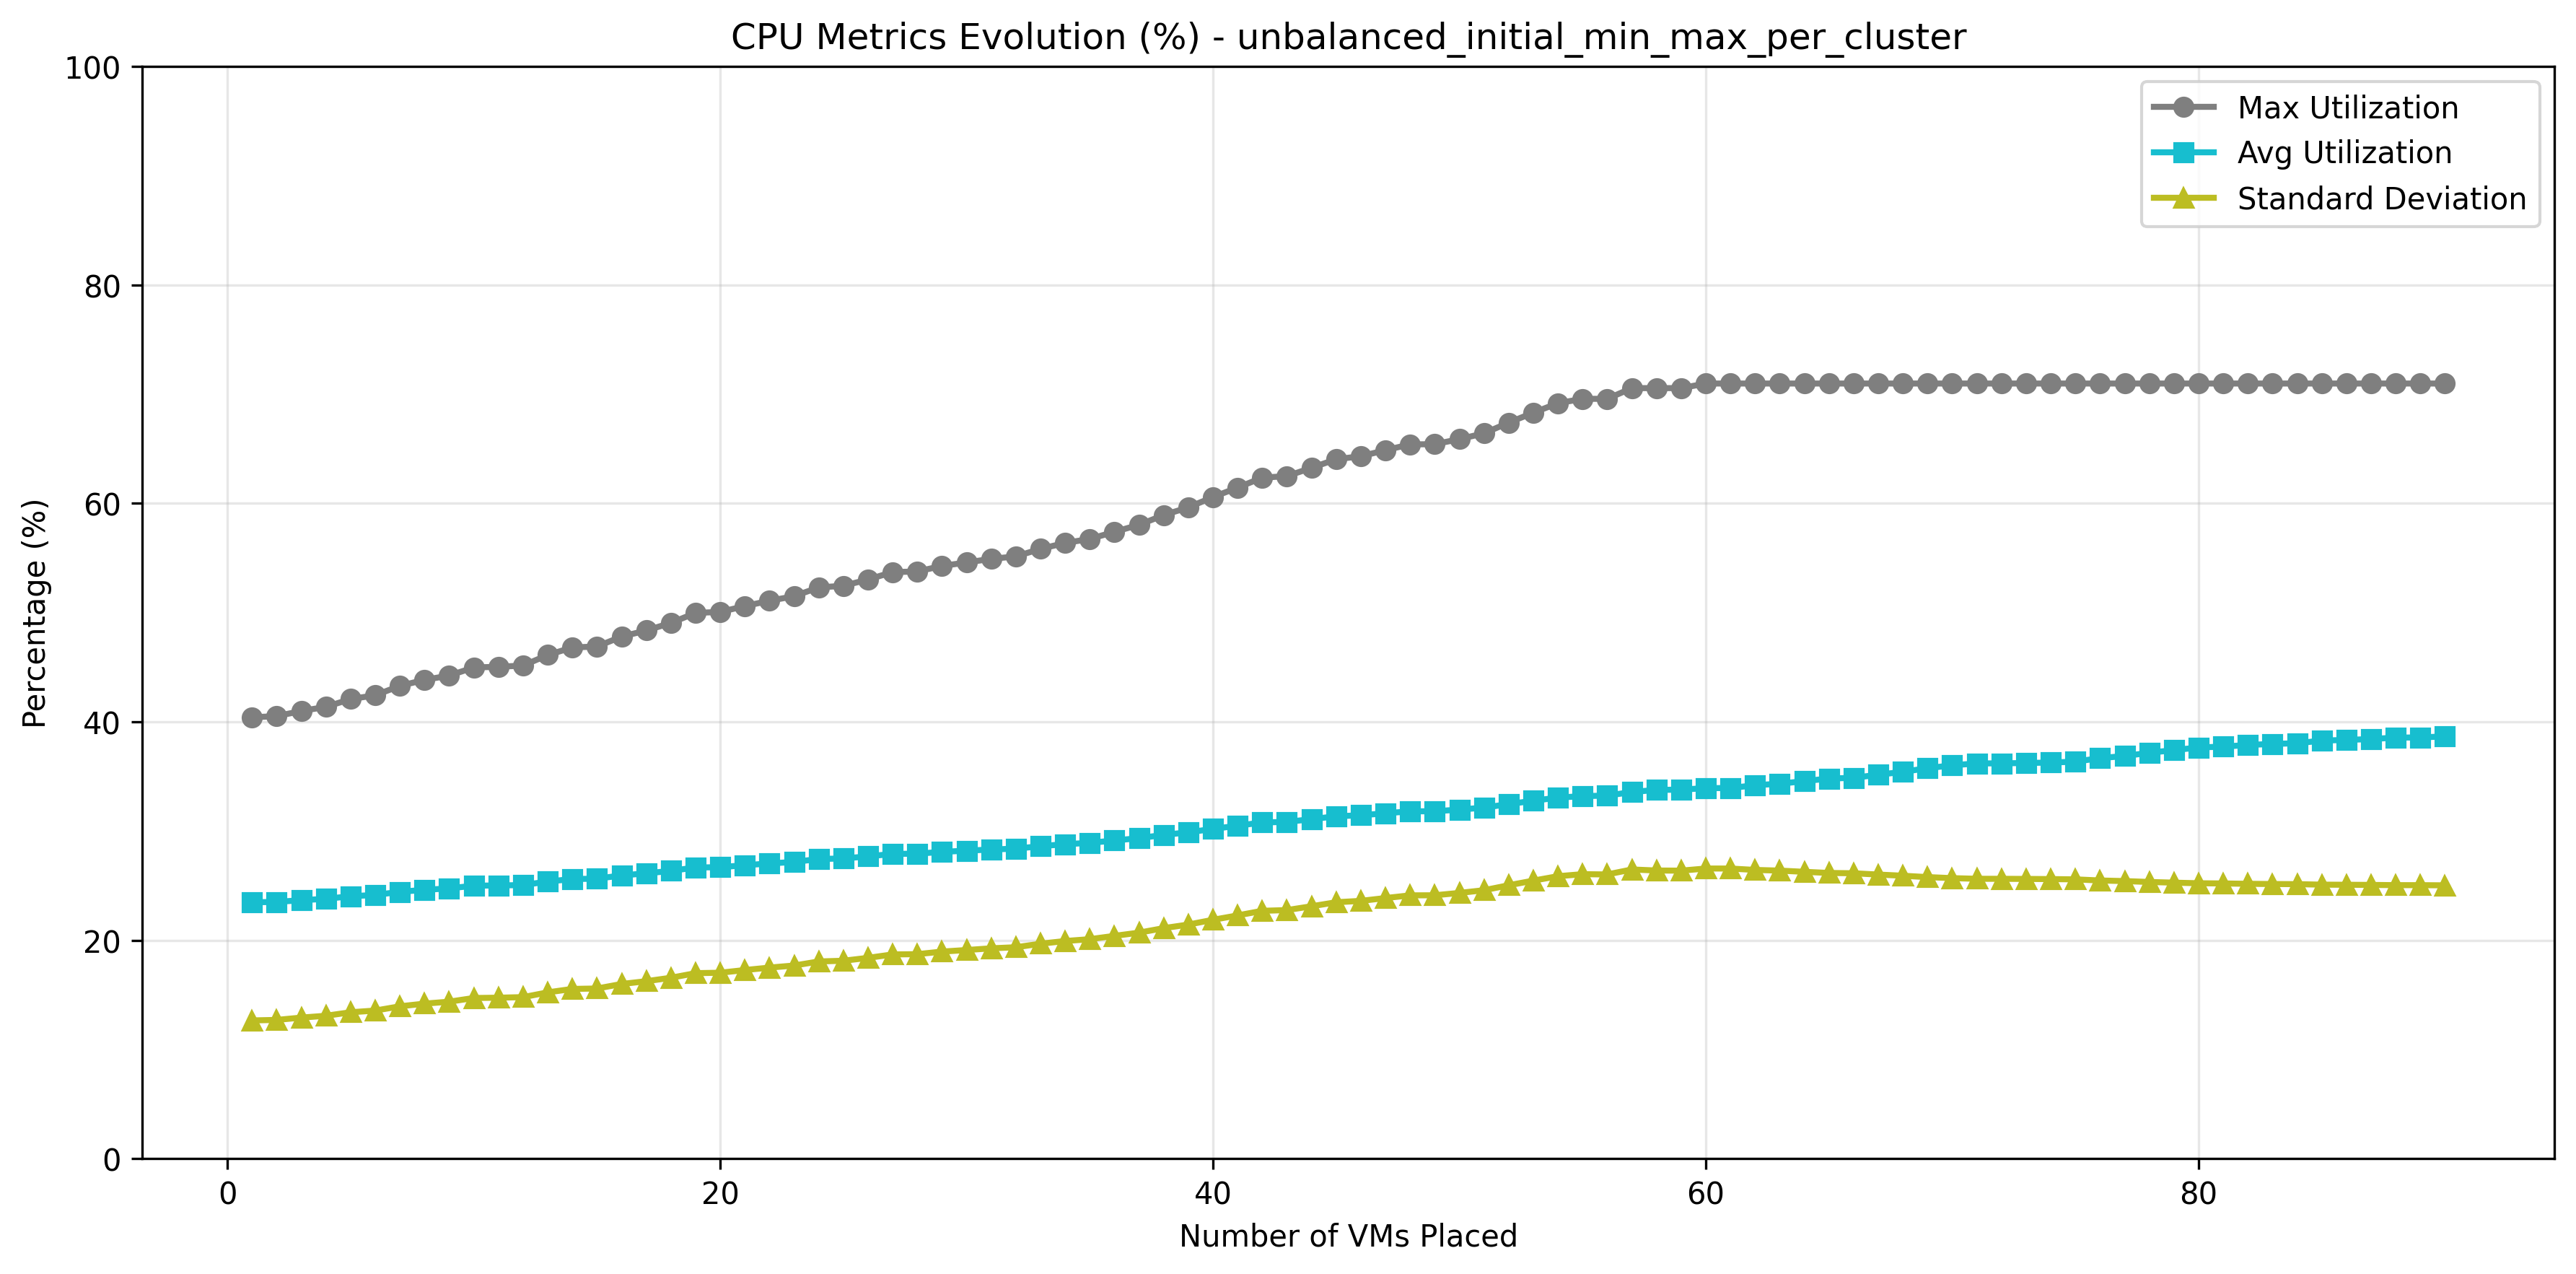 CPU Metrics Evolution (%) - unbalanced_initial_min_max_per_cluster
100
80
60
40
20
0
Percentage (%)
Max Utilization
Avg Utilization
Standard Deviation
0 20 40 60 80
Number of VMs Placed